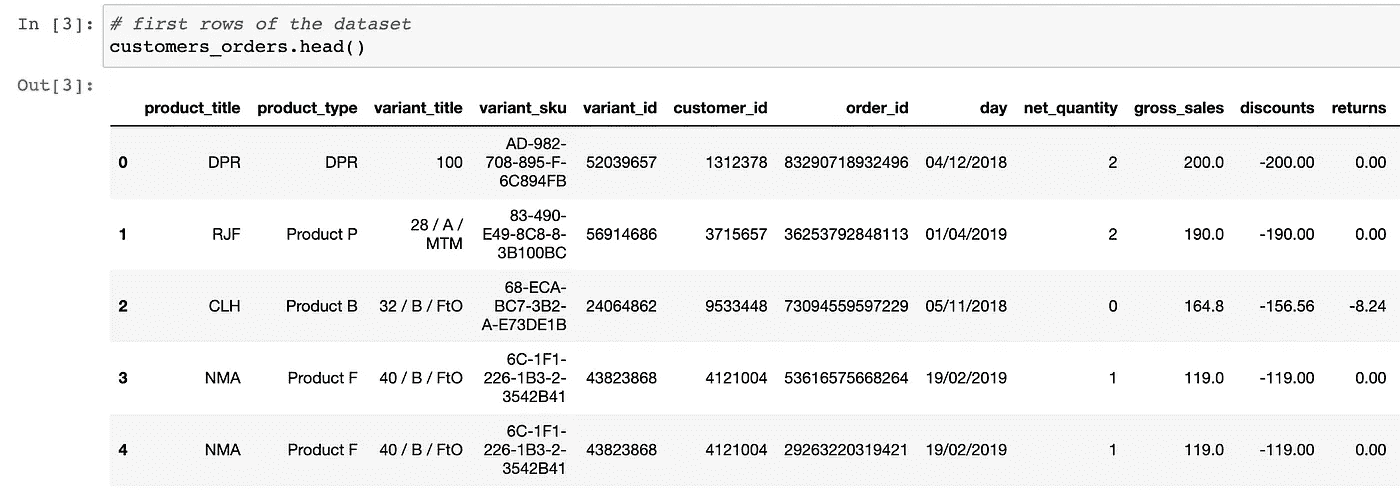 In [3]: # first rows of the dataset
customers_orders.head()
Out[3]:
product_title product_type variant_title variant_sku variant_id customer_id order_id day net_quantity gross_sales discounts returns
0 DPR DPR 100 AD-982-708-895-F-6C894FB 52039657 1312378 83290718932496 04/12/2018 2 200.0 -200.00 0.00
1 RJF Product P 28 / A / MTM 83-490-E49-8C8-8-3B100BC 56914686 3715657 36253792848113 01/04/2019 2 190.0 -190.00 0.00
2 CLH Product B 32 / B / FtO 68-ECA-BC7-3B2-A-E73DE1B 24064862 9533448 73094559597229 05/11/2018 0 164.8 -156.56 -8.24
3 NMA Product F 40 / B / FtO 6C-1F1-226-1B3-2-3542B41 43823868 4121004 53616575668264 19/02/2019 1 119.0 -119.00 0.00
4 NMA Product F 40 / B / FtO 6C-1F1-226-1B3-2-3542B41 43823868 4121004 29263220319421 19/02/2019 1 119.0 -119.00 0.00